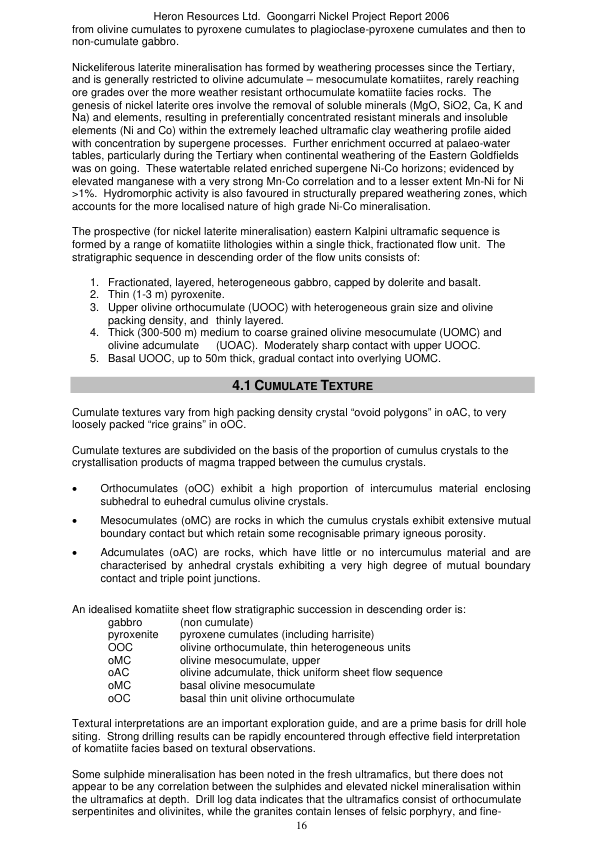 Heron Resources Ltd.  Goongarri Nickel Project Report 2006
from olivine cumulates to pyroxene cumulates to plagioclase-pyroxene cumulates and then to
non-cumulate gabbro.
Nickeliferous laterite mineralisation has formed by weathering processes since the Tertiary,
and is generally restricted to olivine adcumulate – mesocumulate komatiites, rarely reaching
ore grades over the more weather resistant orthocumulate komatiite facies rocks.  The
genesis of nickel laterite ores involve the removal of soluble minerals (MgO, SiO2, Ca, K and
Na) and elements, resulting in preferentially concentrated resistant minerals and insoluble
elements (Ni and Co) within the extremely leached ultramafic clay weathering profile aided
with concentration by supergene processes.  Further enrichment occurred at palaeo-water
tables, particularly during the Tertiary when continental weathering of the Eastern Goldfields
was on going.  These watertable related enriched supergene Ni-Co horizons; evidenced by
elevated manganese with a very strong Mn-Co correlation and to a lesser extent Mn-Ni for Ni
>1%.  Hydromorphic activity is also favoured in structurally prepared weathering zones, which
accounts for the more localised nature of high grade Ni-Co mineralisation.
The prospective (for nickel laterite mineralisation) eastern Kalpini ultramafic sequence is
formed by a range of komatiite lithologies within a single thick, fractionated flow unit.  The
stratigraphic sequence in descending order of the flow units consists of:
1. Fractionated, layered, heterogeneous gabbro, capped by dolerite and basalt.
2. Thin (1-3 m) pyroxenite.
3. Upper olivine orthocumulate (UOOC) with heterogeneous grain size and olivine
packing density, and  thinly layered.
4. Thick (300-500 m) medium to coarse grained olivine mesocumulate (UOMC) and
olivine adcumulate    (UOAC).  Moderately sharp contact with upper UOOC.
5. Basal UOOC, up to 50m thick, gradual contact into overlying UOMC.
4.1 CUMULATE TEXTURE
Cumulate textures vary from high packing density crystal “ovoid polygons” in oAC, to very
loosely packed “rice grains” in oOC.
Cumulate textures are subdivided on the basis of the proportion of cumulus crystals to the
crystallisation products of magma trapped between the cumulus crystals.
• Orthocumulates (oOC) exhibit a high proportion of intercumulus material enclosing
subhedral to euhedral cumulus olivine crystals.
• Mesocumulates (oMC) are rocks in which the cumulus crystals exhibit extensive mutual
boundary contact but which retain some recognisable primary igneous porosity.
• Adcumulates (oAC) are rocks, which have little or no intercumulus material and are
characterised by anhedral crystals exhibiting a very high degree of mutual boundary
contact and triple point junctions.
An idealised komatiite sheet flow stratigraphic succession in descending order is:
gabbro (non cumulate)
pyroxenite pyroxene cumulates (including harrisite)
OOC olivine orthocumulate, thin heterogeneous units
oMC olivine mesocumulate, upper
oAC olivine adcumulate, thick uniform sheet flow sequence
oMC basal olivine mesocumulate
oOC basal thin unit olivine orthocumulate
Textural interpretations are an important exploration guide, and are a prime basis for drill hole
siting.  Strong drilling results can be rapidly encountered through effective field interpretation
of komatiite facies based on textural observations.
Some sulphide mineralisation has been noted in the fresh ultramafics, but there does not
appear to be any correlation between the sulphides and elevated nickel mineralisation within
the ultramafics at depth.  Drill log data indicates that the ultramafics consist of orthocumulate
serpentinites and olivinites, while the granites contain lenses of felsic porphyry, and fine-
16